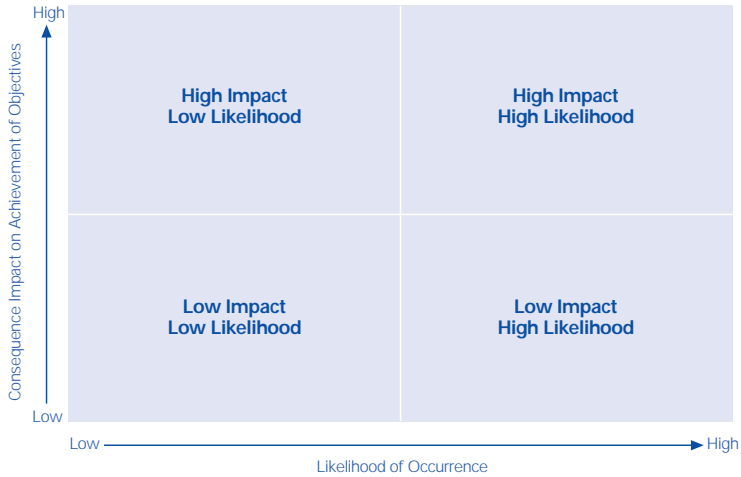 High
Consequence Impact on Achievement of Objectives
High Impact
Low Likelihood
High Impact
High Likelihood
Low Impact
Low Likelihood
Low Impact
High Likelihood
Low
Low
High
Likelihood of Occurrence